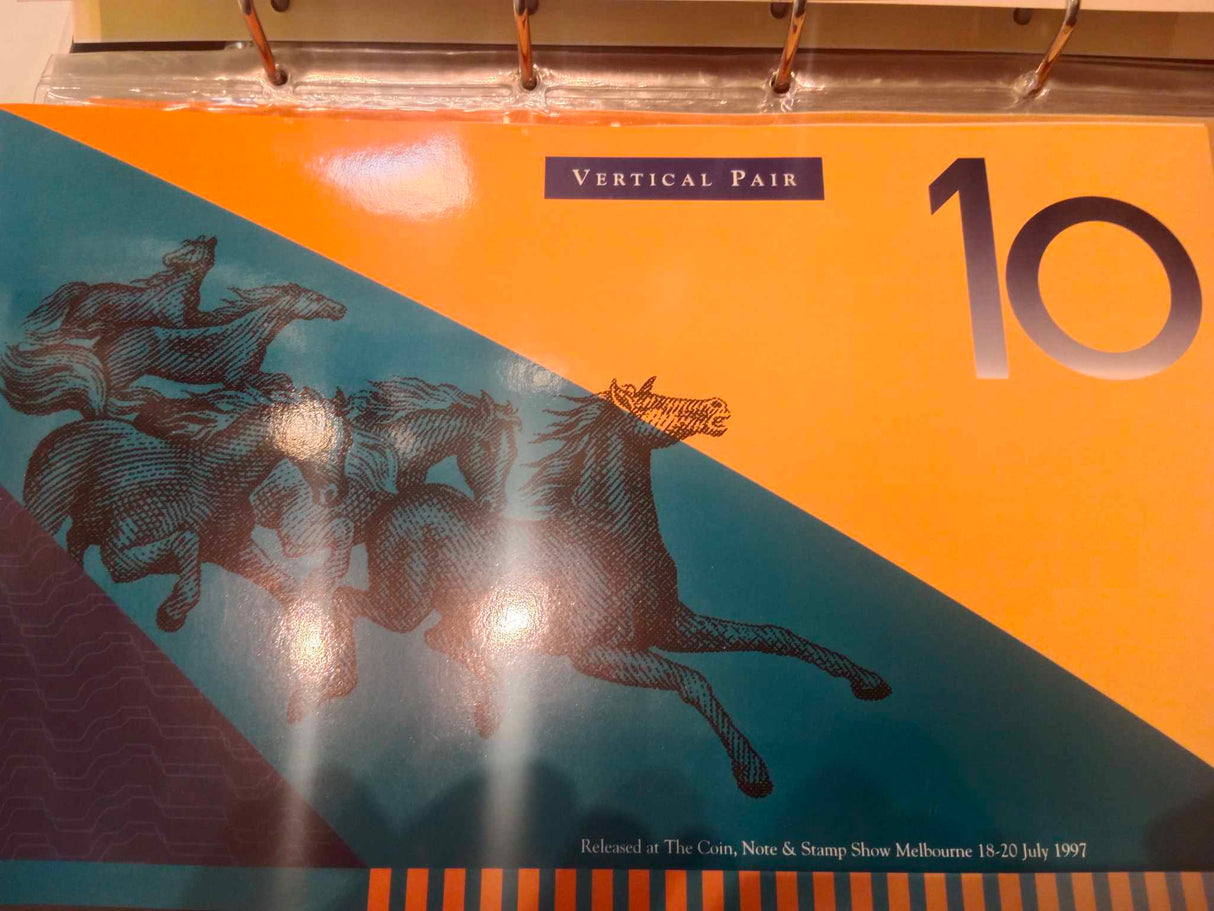 VERTICAL PAIR
10
Released at The Coin, Note & Stamp Show Melbourne 18-20 July 1997